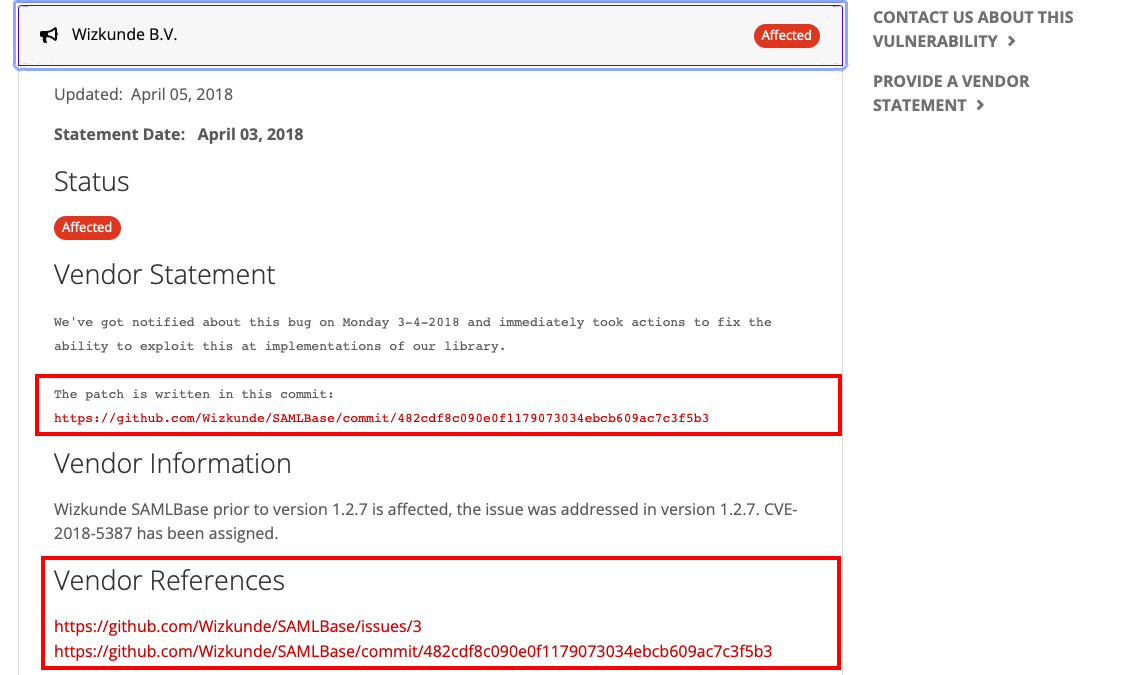 Wizkunde B.V.
Affected
CONTACT US ABOUT THIS
VULNERABILITY
PROVIDE A VENDOR
STATEMENT
Updated: April 05, 2018
Statement Date: April 03, 2018
Status
Affected
Vendor Statement
We've got notified about this bug on Monday 3-4-2018 and immediately took actions to fix the
ability to exploit this at implementations of our library.
The patch is written in this commit:
https://github.com/Wizkunde/SAMLBase/commit/482cdf8c090e0f1179073034ebcb609ac7c3f5b3
Vendor Information
Wizkunde SAMLBase prior to version 1.2.7 is affected, the issue was addressed in version 1.2.7. CVE-
2018-5387 has been assigned.
Vendor References
https://github.com/Wizkunde/SAMLBase/issues/3
https://github.com/Wizkunde/SAMLBase/commit/482cdf8c090e0f1179073034ebcb609ac7c3f5b3